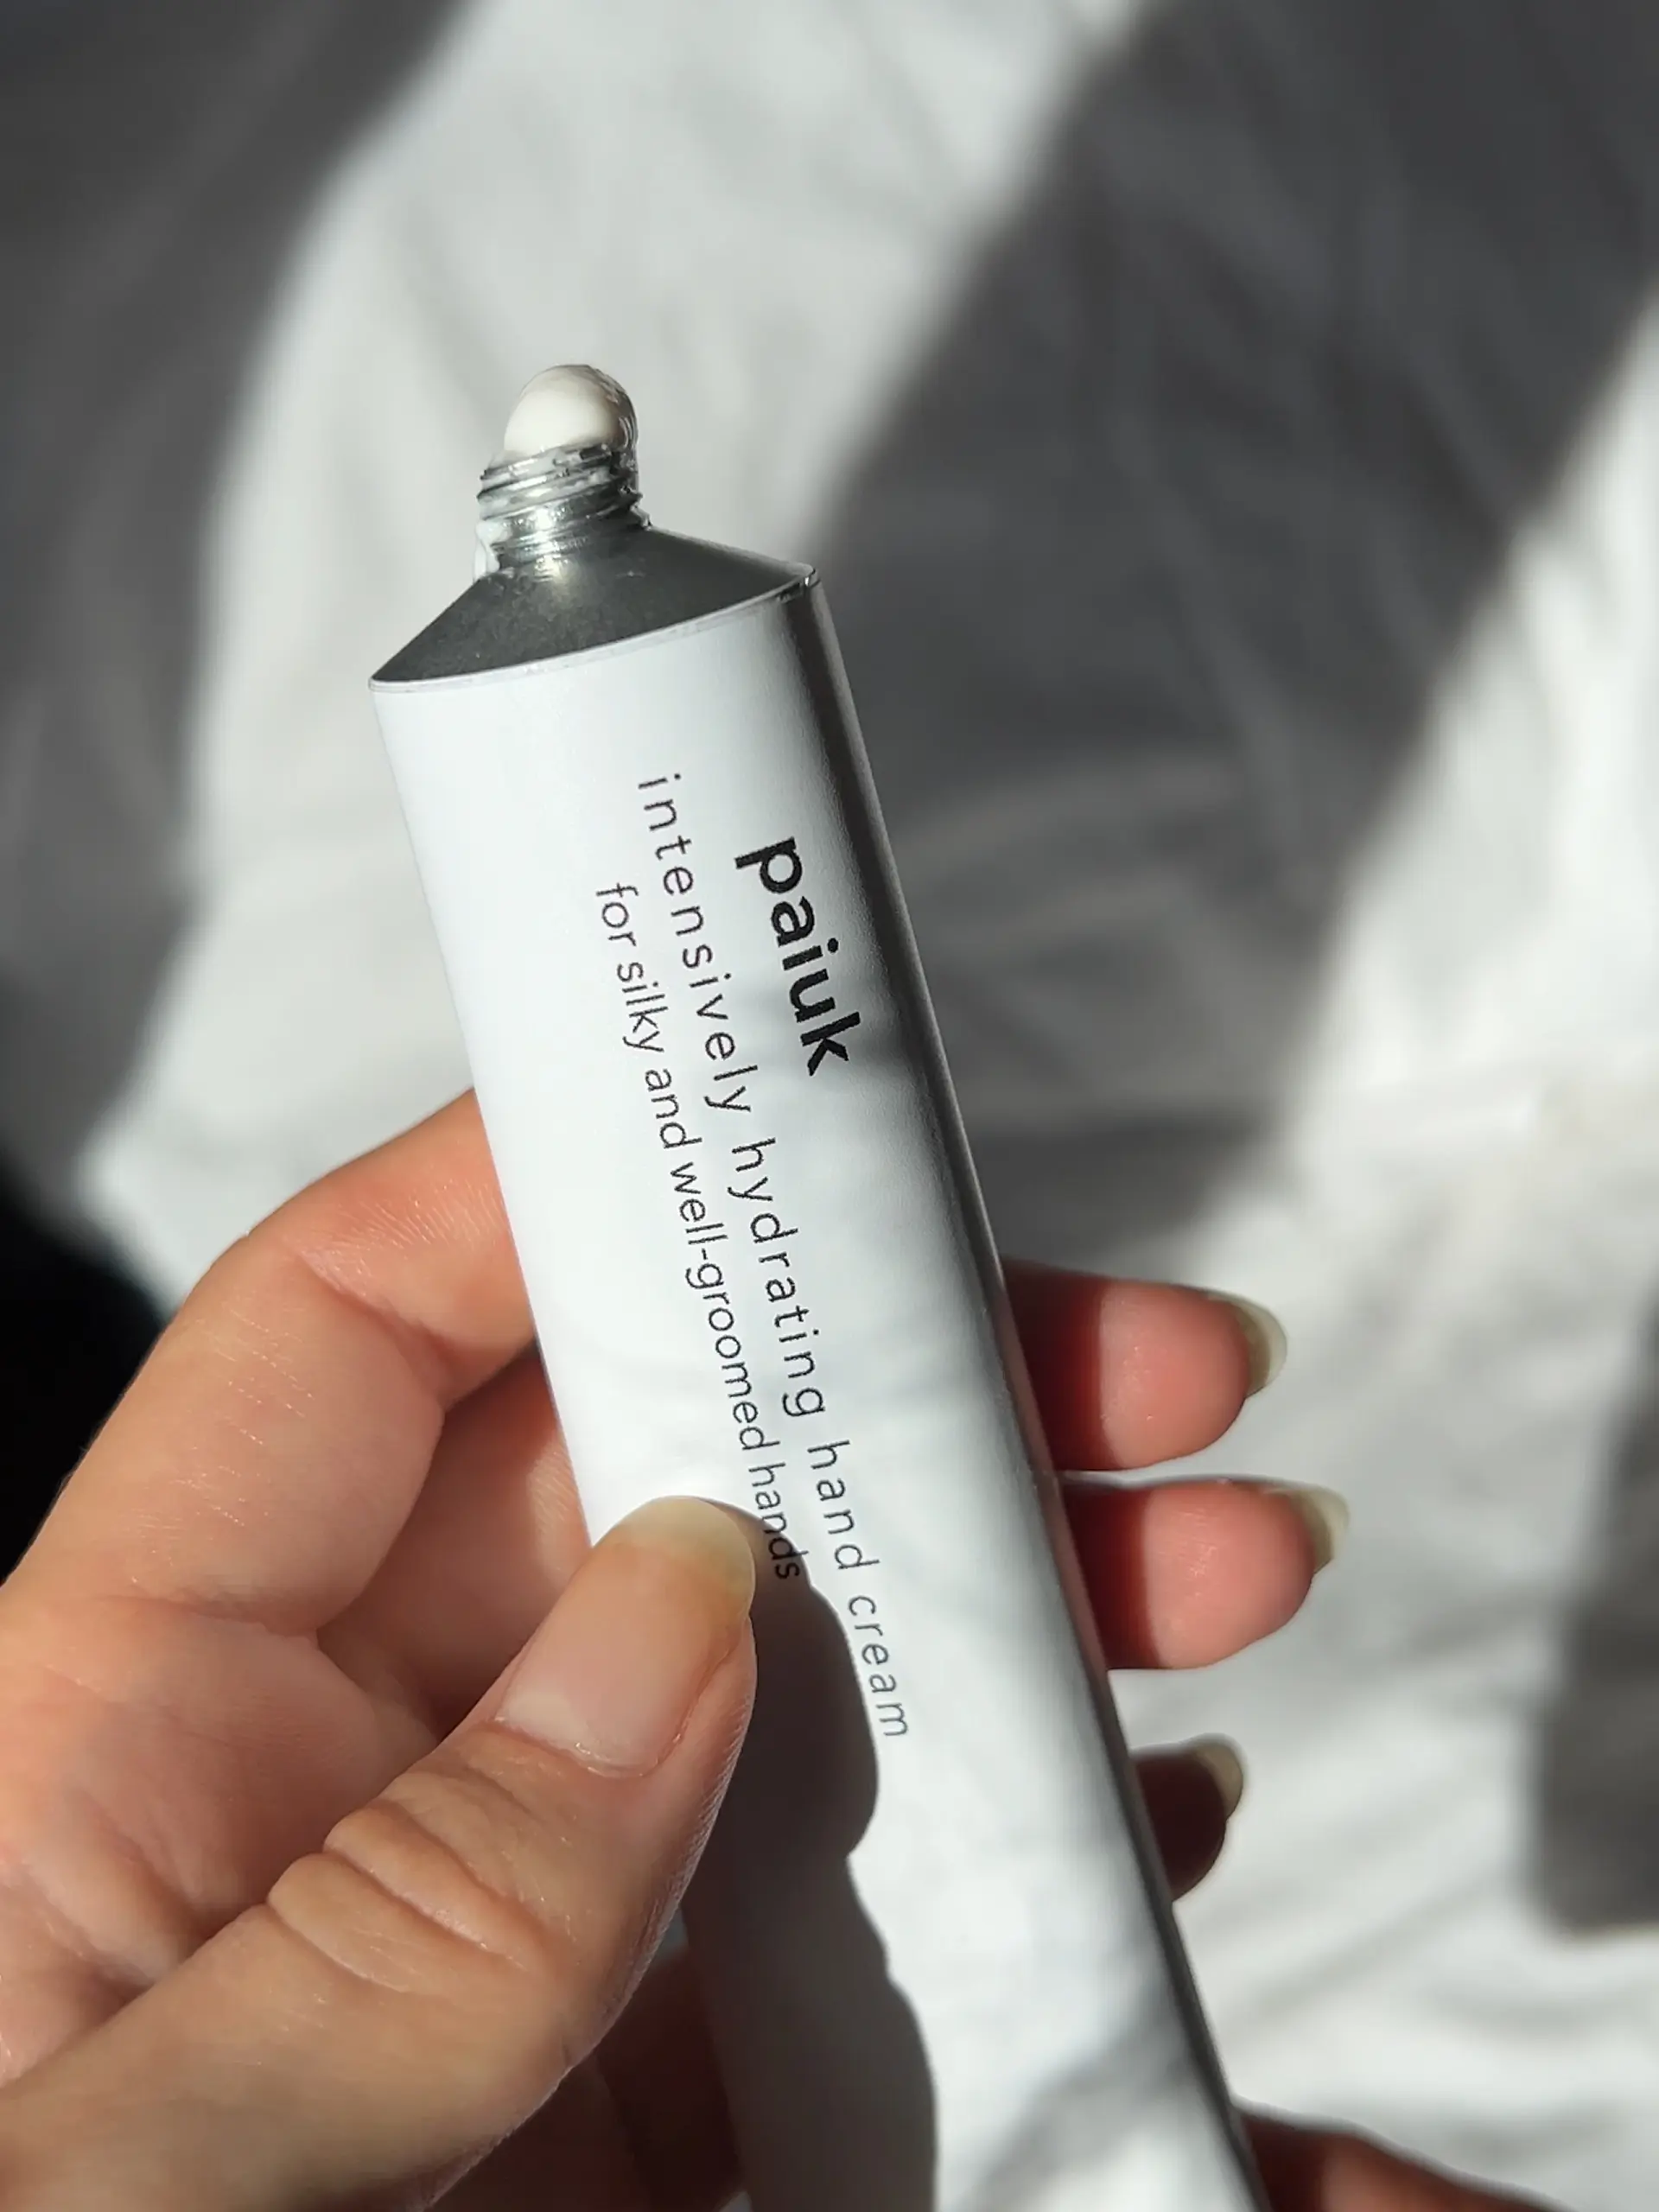 paiuk
intensively hydrating hand cream
for silky and well-groomed hands